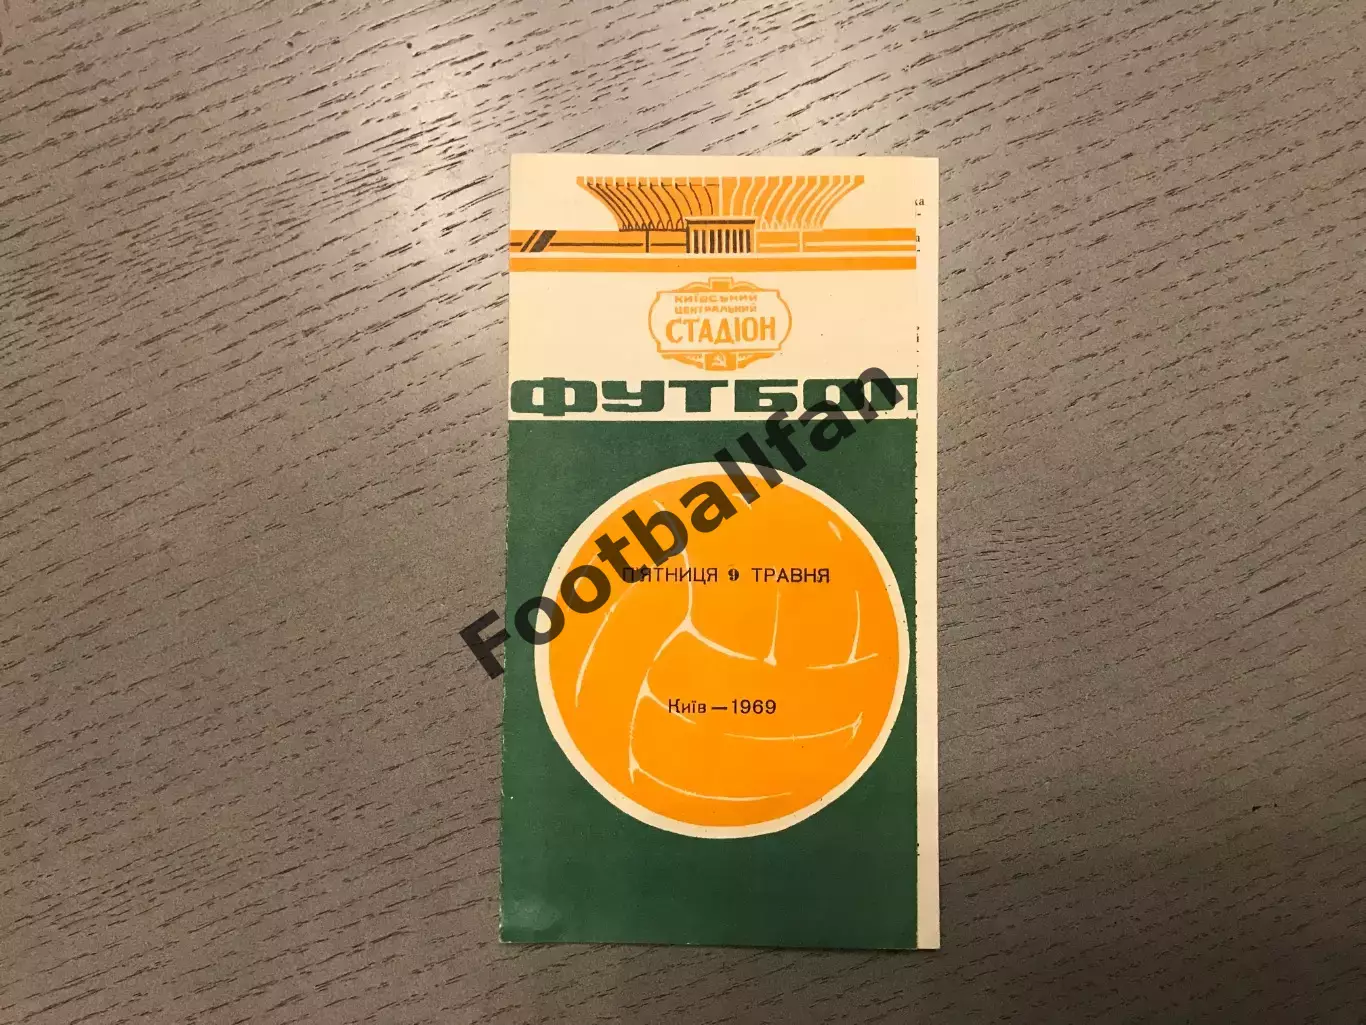 КИЇВСЬКИЙ
ЦЕНТРАЛЬНИЙ
СТАДІОН
ФУТБОЛ
Footballfan
П'ЯТНИЦЯ 9 ТРАВНЯ
Київ — 1969